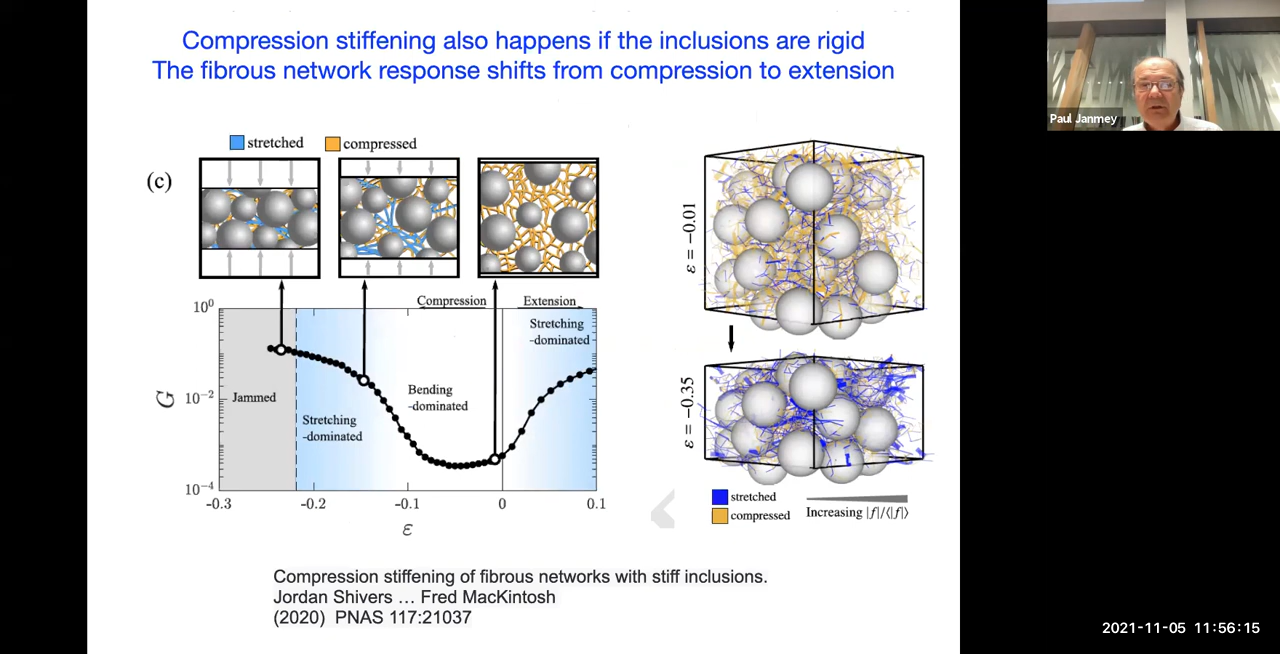 Compression stiffening also happens if the inclusions are rigid
The fibrous network response shifts from compression to extension
Paul Janmey
stretched compressed
(c)
ε = −0.01
Compression Extension
10⁰
Stretching
-dominated
G
10⁻²
Jammed
Bending
-dominated
Stretching
-dominated
10⁻⁴
-0.3 -0.2 -0.1 0 0.1
ε
ε = −0.35
stretched
compressed
Increasing |f|/⟨|f|⟩
Compression stiffening of fibrous networks with stiff inclusions.
Jordan Shivers … Fred MacKintosh
(2020) PNAS 117:21037
2021-11-05 11:56:15